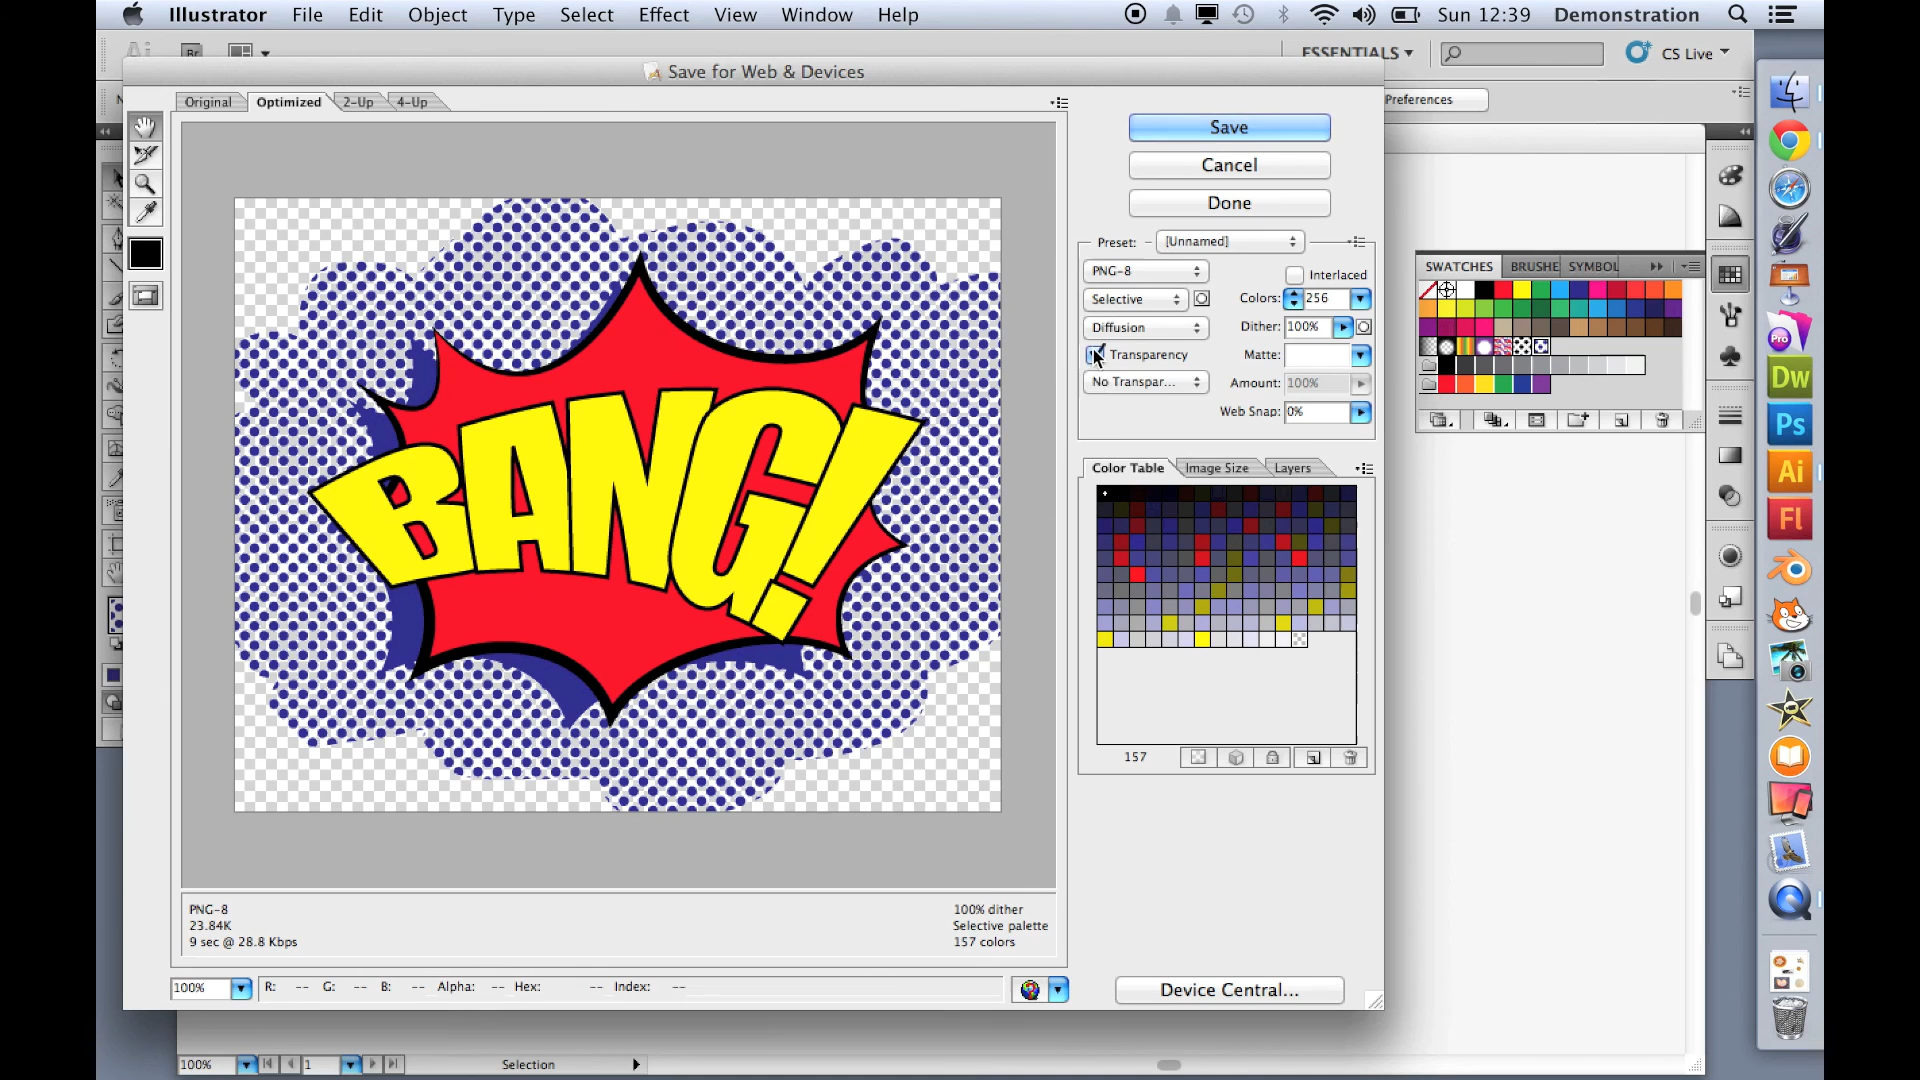 Illustrator File Edit Object Type Select Effect View Window Help Sun 12:39 Demonstration
Br ESSENTIALS CS Live
Save for Web & Devices
Original Optimized 2-Up 4-Up
Preferences
Save
Cancel
Done
Preset: [Unnamed]
PNG-8 Interlaced
Selective Colors: 256
Diffusion Dither: 100%
Transparency Matte:
No Transpar... Amount: 100%
Web Snap: 0%
SWATCHES BRUSHE SYMBOL
Color Table Image Size Layers
157
BANG!
Pro
Dw
Ps
Ai
Fl
PNG-8
23.84K
9 sec @ 28.8 Kbps
100% dither
Selective palette
157 colors
100% R: -- G: -- B: -- Alpha: -- Hex: -- Index: --
Device Central...
100% 1 Selection